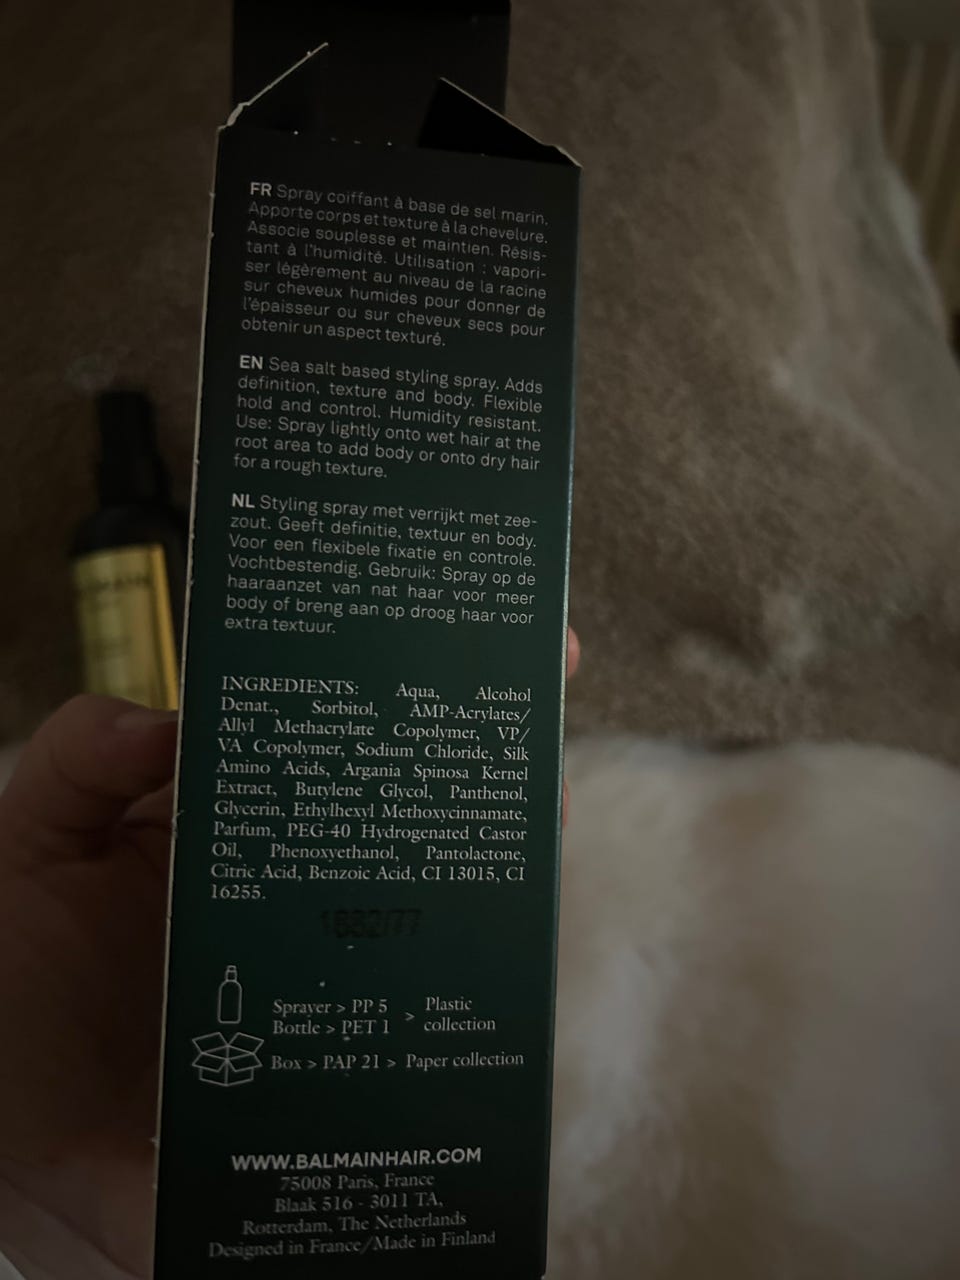 FR Spray coiffant à base de sel marin.
Apporte corps et texture à la chevelure.
Associe souplesse et maintien. Résis-
tant à l'humidité. Utilisation : vapori-
ser légèrement au niveau de la racine
sur cheveux humides pour donner de
l'épaisseur ou sur cheveux secs pour
obtenir un aspect texturé.
EN Sea salt based styling spray. Adds
definition, texture and body. Flexible
hold and control. Humidity resistant.
Use: Spray lightly onto wet hair at the
root area to add body or onto dry hair
for a rough texture.
NL Styling spray met verrijkt met zee-
zout. Geeft definitie, textuur en body.
Voor een flexibele fixatie en controle.
Vochtbestendig. Gebruik: Spray op de
haaraanzet van nat haar voor meer
body of breng aan op droog haar voor
extra textuur.
INGREDIENTS: Aqua, Alcohol
Denat., Sorbitol, AMP-Acrylates/
Allyl Methacrylate Copolymer, VP/
VA Copolymer, Sodium Chloride, Silk
Amino Acids, Argania Spinosa Kernel
Extract, Butylene Glycol, Panthenol,
Glycerin, Ethylhexyl Methoxycinnamate,
Parfum, PEG-40 Hydrogenated Castor
Oil, Phenoxyethanol, Pantolactone,
Citric Acid, Benzoic Acid, CI 13015, CI
16255.
Sprayer > PP 5
Bottle > PET 1
> Plastic
collection
Box > PAP 21 > Paper collection
WWW.BALMAINHAIR.COM
75008 Paris, France
Blaak 516 - 3011 TA,
Rotterdam, The Netherlands
Designed in France/Made in Finland